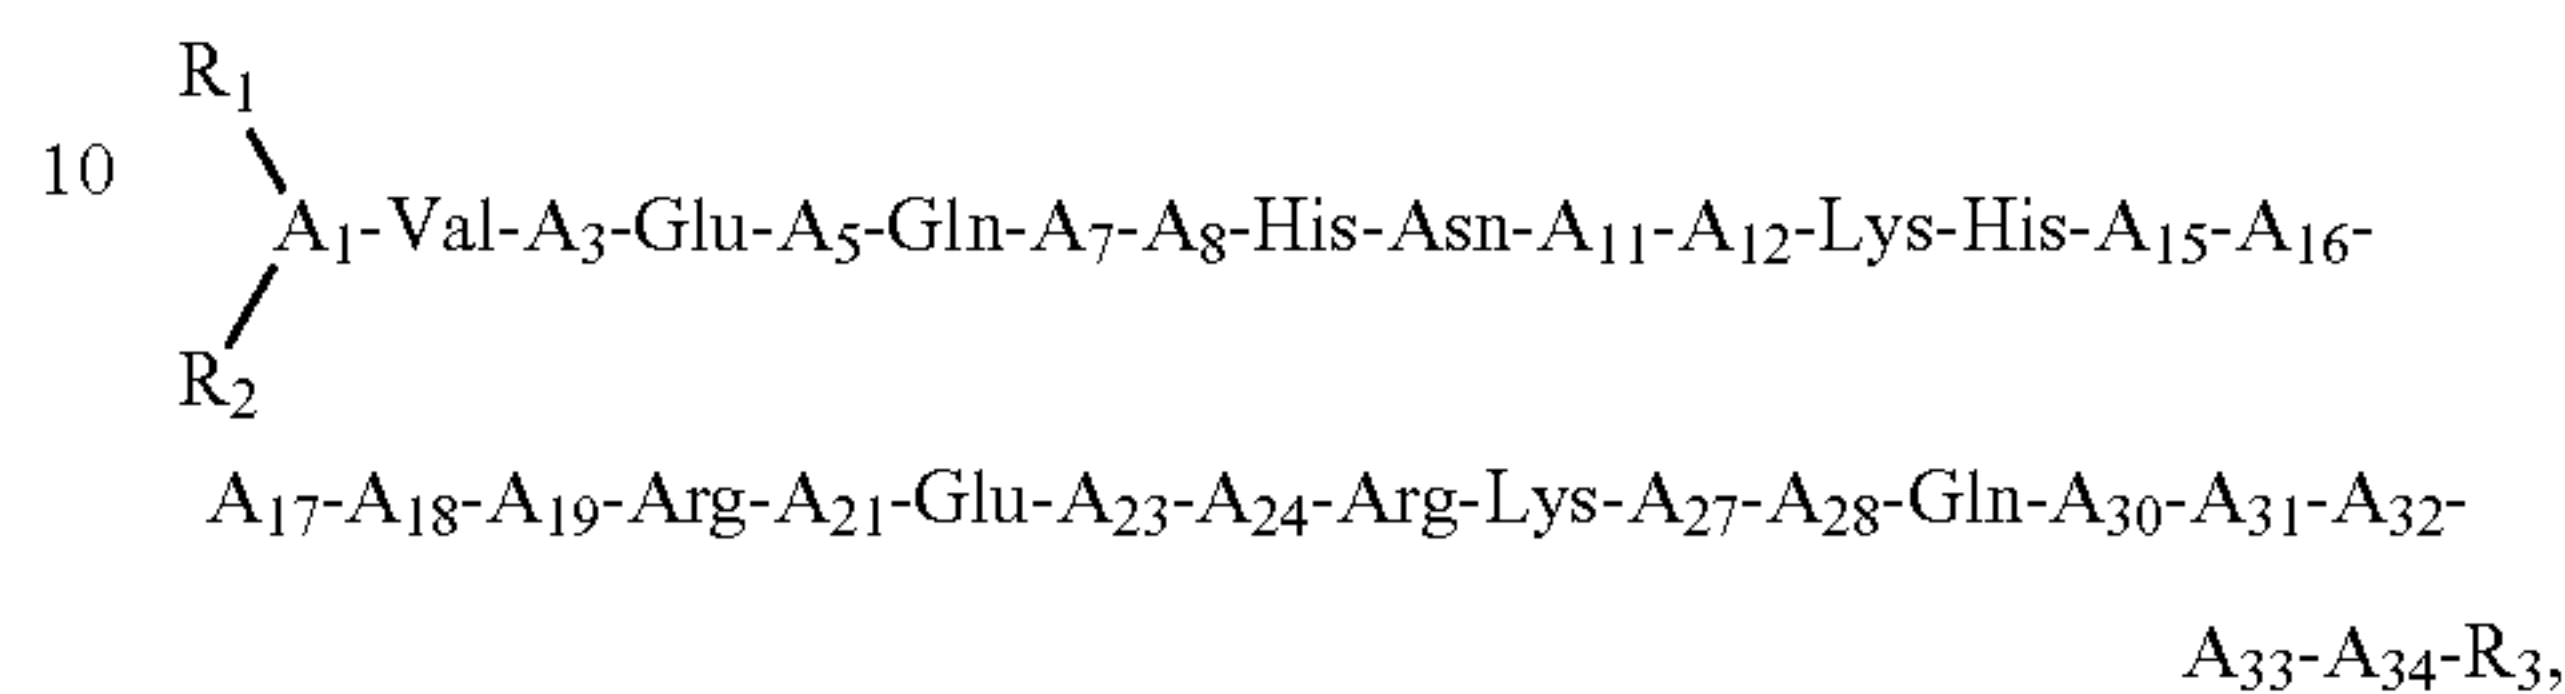 R1
10
A1-Val-A3-Glu-A5-Gln-A7-A8-His-Asn-A11-A12-Lys-His-A15-A16-
R2
A17-A18-A19-Arg-A21-Glu-A23-A24-Arg-Lys-A27-A28-Gln-A30-A31-A32-
A33-A34-R3,